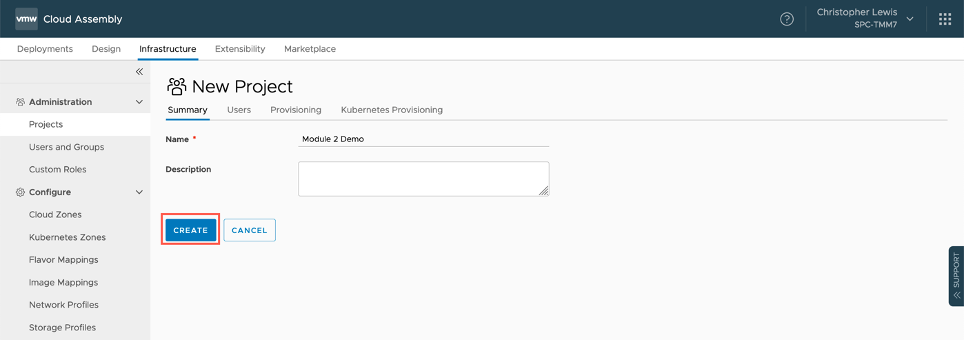 vmw Cloud Assembly
Christopher Lewis
SPC-TMM7
Deployments Design Infrastructure Extensibility Marketplace
Administration
Projects
Users and Groups
Custom Roles
Configure
Cloud Zones
Kubernetes Zones
Flavor Mappings
Image Mappings
Network Profiles
Storage Profiles
New Project
Summary Users Provisioning Kubernetes Provisioning
Name * Module 2 Demo
Description
CREATE CANCEL
SUPPORT